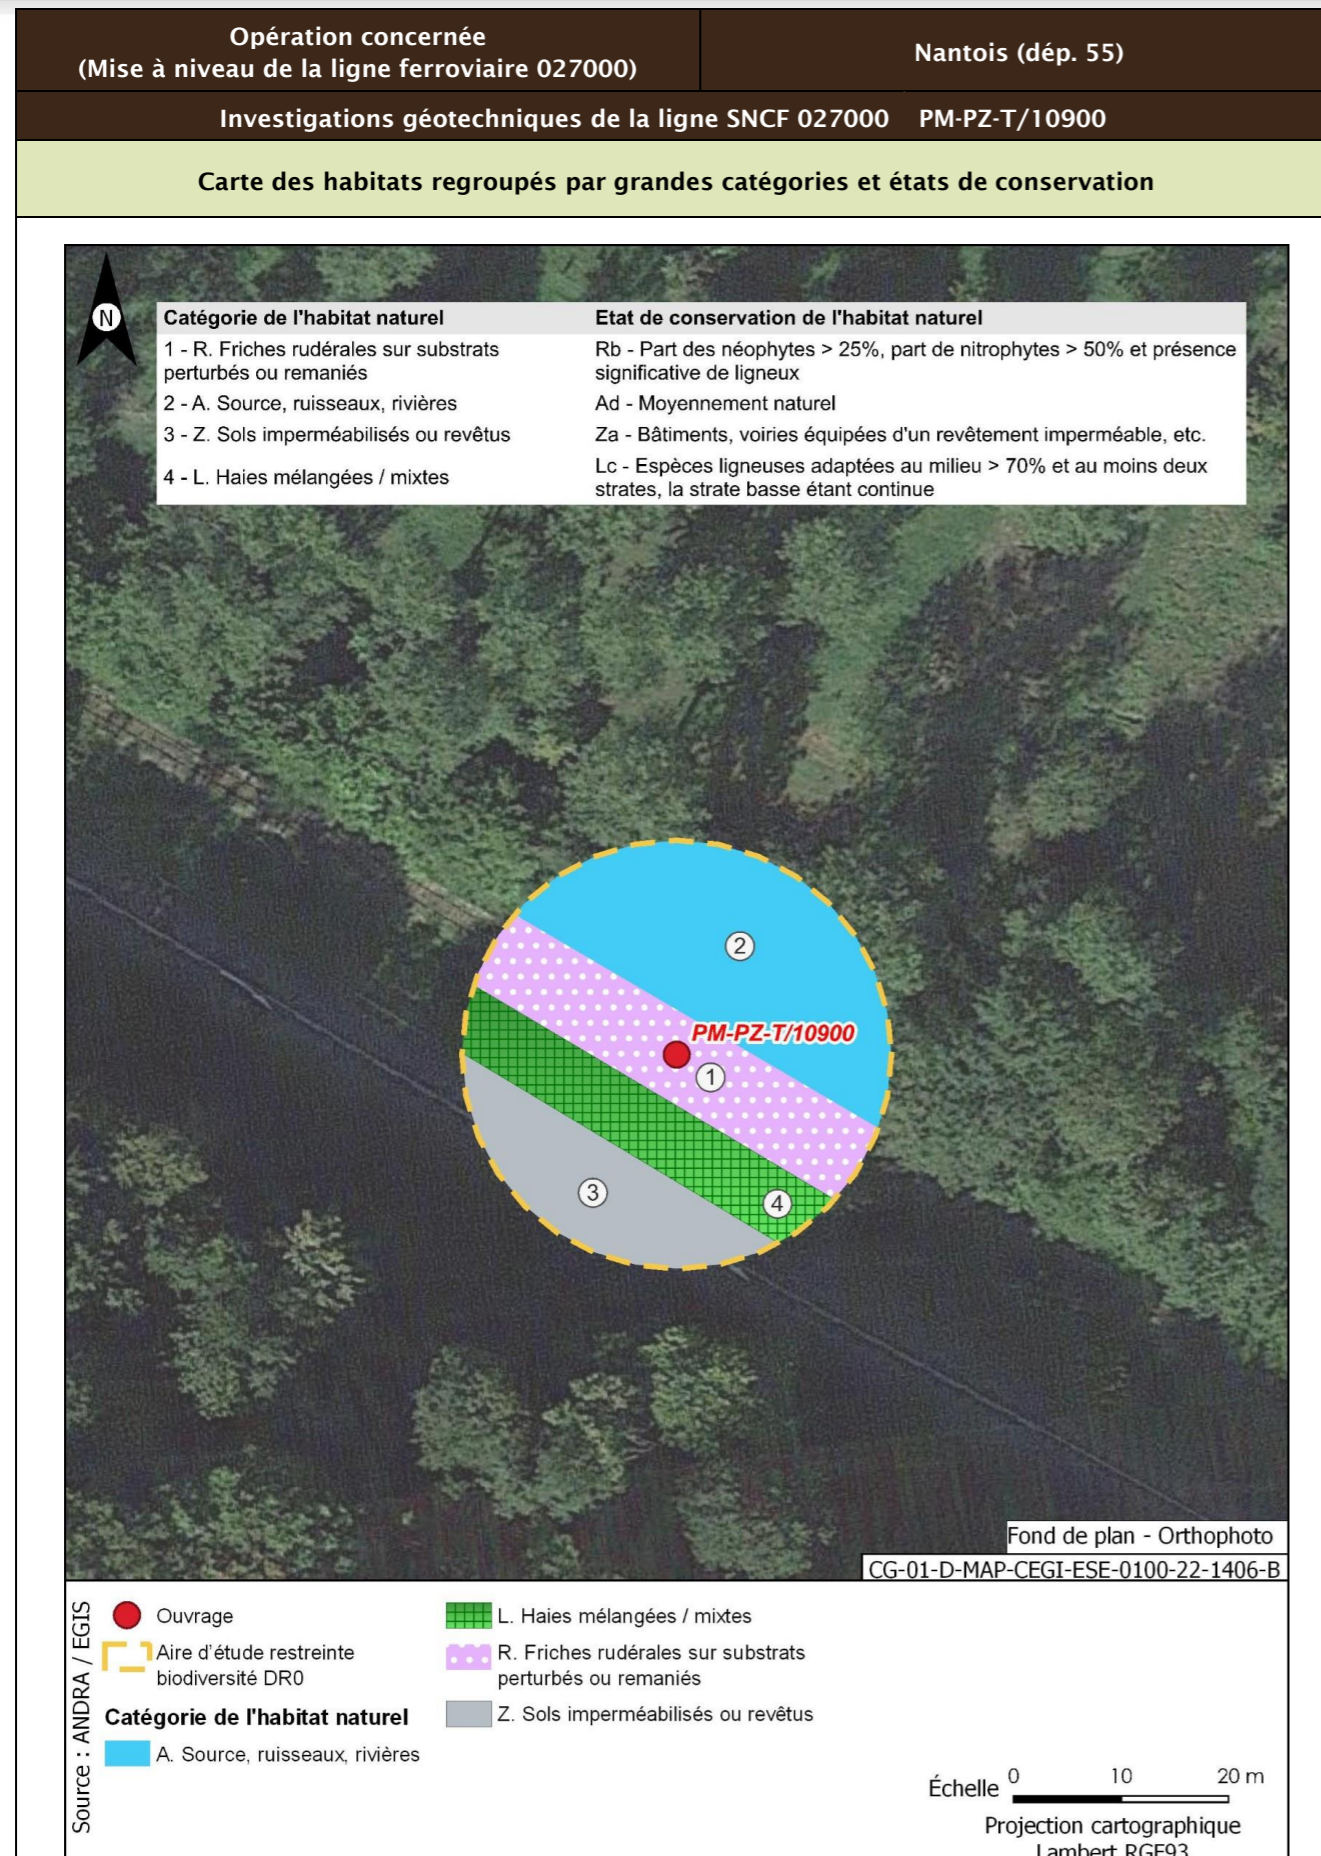 Opération concernée
(Mise à niveau de la ligne ferroviaire 027000)
Nantois (dép. 55)
Investigations géotechniques de la ligne SNCF 027000 PM-PZ-T/10900
Carte des habitats regroupés par grandes catégories et états de conservation
N
Catégorie de l'habitat naturel
Etat de conservation de l'habitat naturel
1 - R. Friches rudérales sur substrats
perturbés ou remaniés
Rb - Part des néophytes > 25%, part de nitrophytes > 50% et présence
significative de ligneux
2 - A. Source, ruisseaux, rivières
Ad - Moyennement naturel
3 - Z. Sols imperméabilisés ou revêtus
Za - Bâtiments, voiries équipées d'un revêtement imperméable, etc.
4 - L. Haies mélangées / mixtes
Lc - Espèces ligneuses adaptées au milieu > 70% et au moins deux
strates, la strate basse étant continue
2
PM-PZ-T/10900
1
3
4
Fond de plan - Orthophoto
CG-01-D-MAP-CEGI-ESE-0100-22-1406-B
Source : ANDRA / EGIS
Ouvrage
Aire d'étude restreinte
biodiversité DR0
Catégorie de l'habitat naturel
A. Source, ruisseaux, rivières
L. Haies mélangées / mixtes
R. Friches rudérales sur substrats
perturbés ou remaniés
Z. Sols imperméabilisés ou revêtus
Échelle 0 10 20 m
Projection cartographique
Lambert RGF93